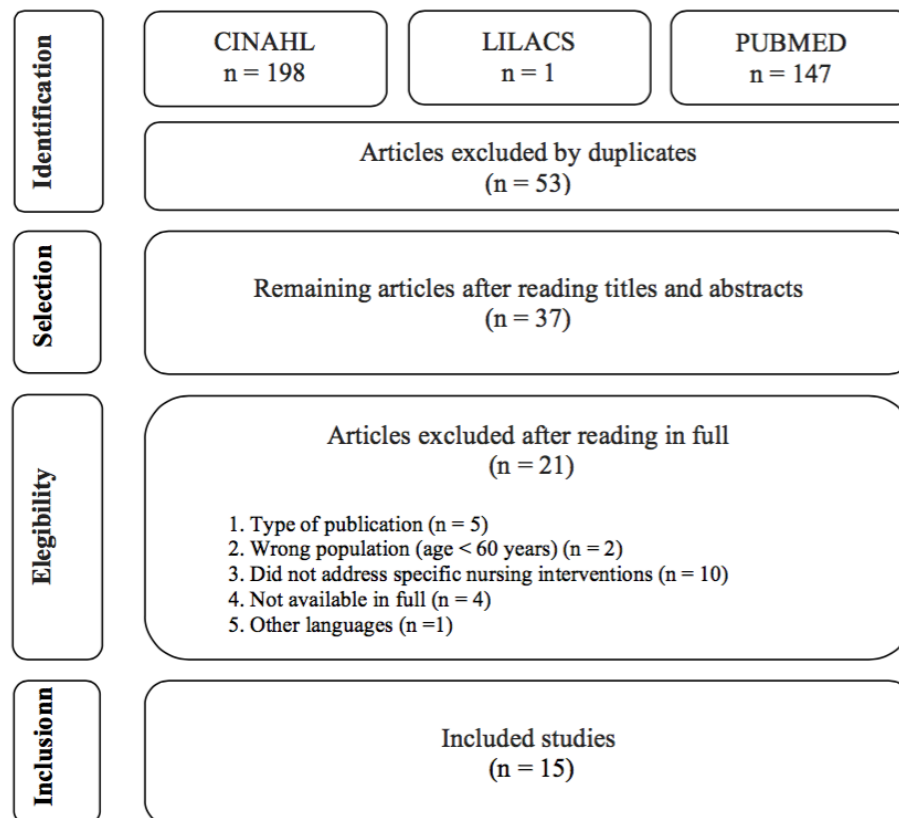 Identification
CINAHL
n = 198
LILACS
n = 1
PUBMED
n = 147
Articles excluded by duplicates
(n = 53)
Selection
Remaining articles after reading titles and abstracts
(n = 37)
Elegibility
Articles excluded after reading in full
(n = 21)
1. Type of publication (n = 5)
2. Wrong population (age < 60 years) (n = 2)
3. Did not address specific nursing interventions (n = 10)
4. Not available in full (n = 4)
5. Other languages (n =1)
Inclusionn
Included studies
(n = 15)